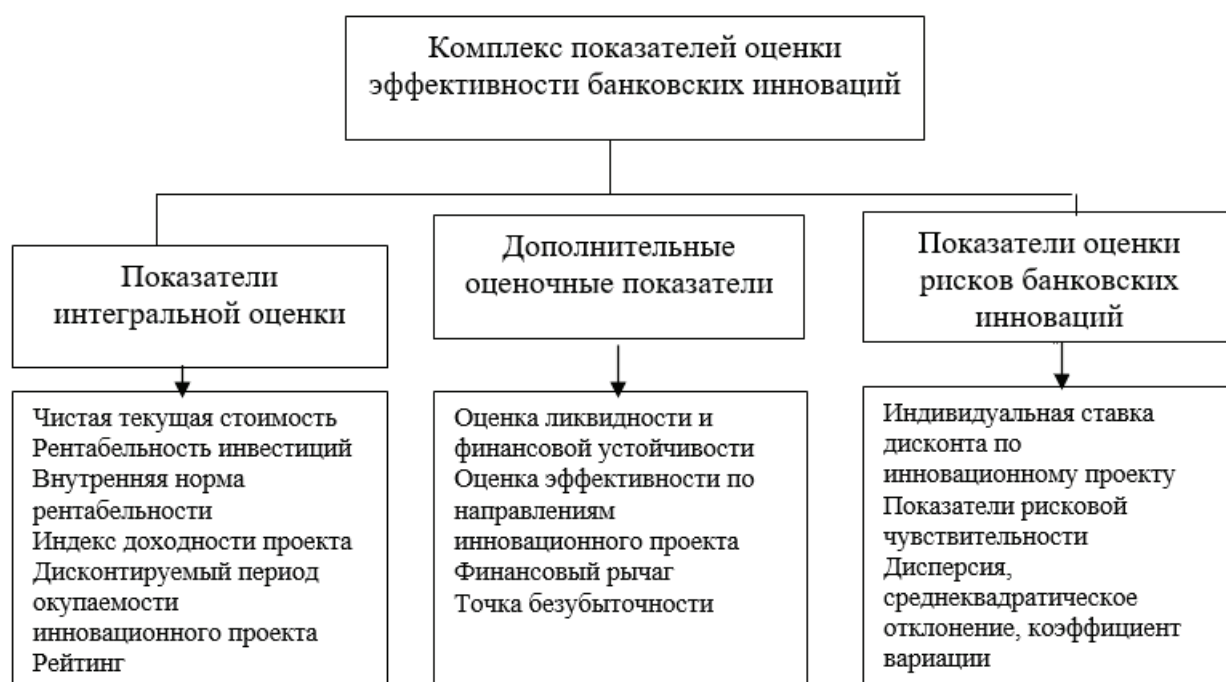 Комплекс показателей оценки
эффективности банковских инноваций
Показатели
интегральной оценки
Дополнительные
оценочные показатели
Показатели оценки
рисков банковских
инноваций
Чистая текущая стоимость
Рентабельность инвестиций
Внутренняя норма
рентабельности
Индекс доходности проекта
Дисконтируемый период
окупаемости
инновационного проекта
Рейтинг
Оценка ликвидности и
финансовой устойчивости
Оценка эффективности по
направлениям
инновационного проекта
Финансовый рычаг
Точка безубыточности
Индивидуальная ставка
дисконта по
инновационному проекту
Показатели рисковой
чувствительности
Дисперсия,
среднеквадратическое
отклонение, коэффициент
вариации